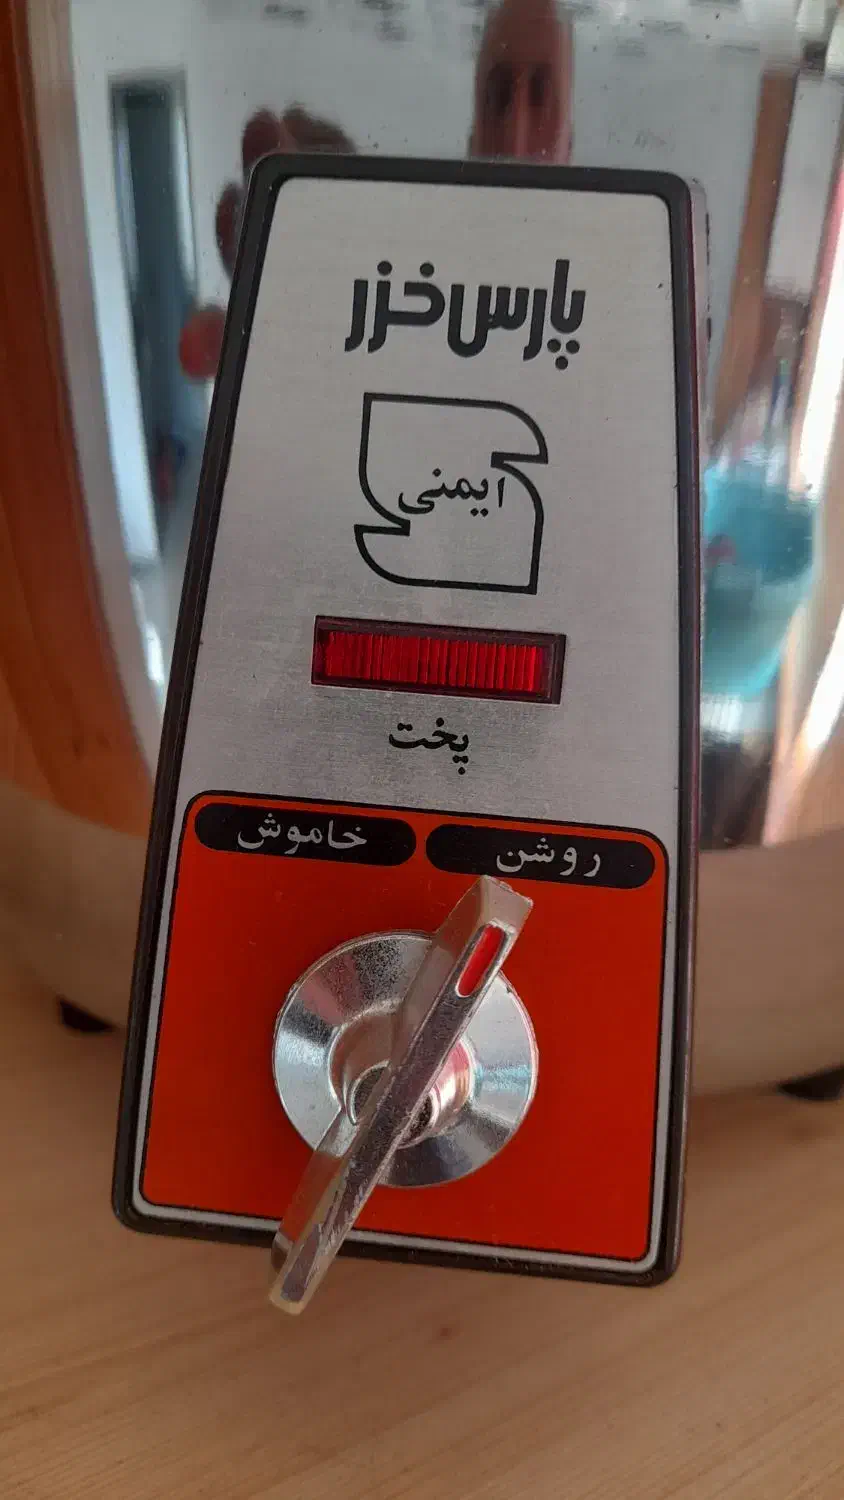 پارس خزر
ایمنی
پخت
روشن خاموش